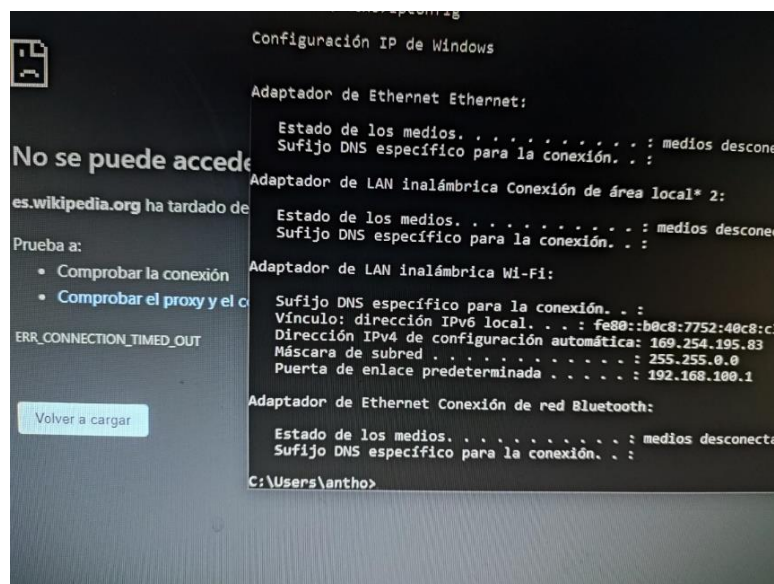 No se puede accede
es.wikipedia.org ha tardado de
Prueba a:
Comprobar la conexión
Comprobar el proxy y el c
ERR_CONNECTION_TIMED_OUT
Volver a cargar
Configuración IP de Windows
Adaptador de Ethernet Ethernet:
Estado de los medios. . . . . . . . . . . : medios descone
Sufijo DNS específico para la conexión. . :
Adaptador de LAN inalámbrica Conexión de área local* 2:
Estado de los medios. . . . . . . . . . . : medios desconec
Sufijo DNS específico para la conexión. . :
Adaptador de LAN inalámbrica Wi-Fi:
Sufijo DNS específico para la conexión. . :
Vínculo: dirección IPv6 local. . . : fe80::b0c8:7752:40c8:c
Dirección IPv4 de configuración automática: 169.254.195.83
Máscara de subred . . . . . . . . . . . . : 255.255.0.0
Puerta de enlace predeterminada . . . . . : 192.168.100.1
Adaptador de Ethernet Conexión de red Bluetooth:
Estado de los medios. . . . . . . . . . . : medios desconecta
Sufijo DNS específico para la conexión. . :
C:\Users\antho>